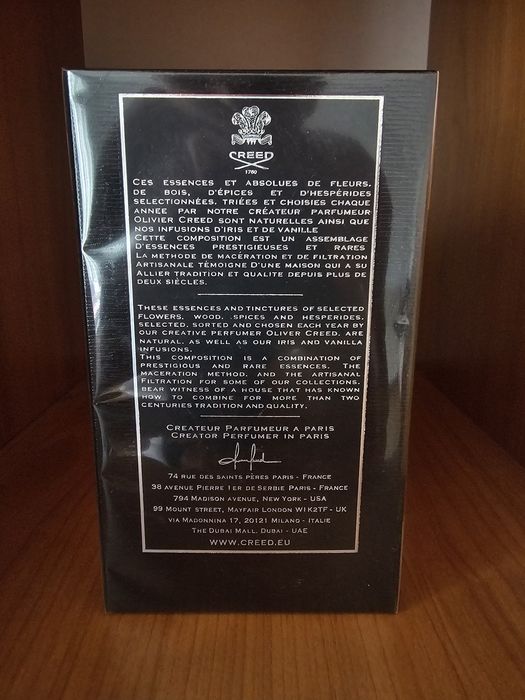 CREED
1760
CES ESSENCES ET ABSOLUES DE FLEURS,
DE BOIS, D'ÉPICES ET D'HESPÉRIDES
SELECTIONNÉES, TRIÉES ET CHOISIES CHAQUE
ANNÉE PAR NOTRE CRÉATEUR PARFUMEUR
OLIVIER CREED SONT NATURELLES AINSI QUE
NOS INFUSIONS D'IRIS ET DE VANILLE
CETTE COMPOSITION EST UN ASSEMBLAGE
D'ESSENCES PRESTIGIEUSES ET RARES
LA METHODE DE MACÉRATION ET DE FILTRATION
ARTISANALE TÉMOIGNE D'UNE MAISON QUI A SU
ALLIER TRADITION ET QUALITE DEPUIS PLUS DE
DEUX SIÈCLES.
THESE ESSENCES AND TINCTURES OF SELECTED
FLOWERS, WOOD, SPICES AND HESPERIDES,
SELECTED, SORTED AND CHOSEN EACH YEAR BY
OUR CREATIVE PERFUMER OLIVER CREED, ARE
NATURAL, AS WELL AS OUR IRIS AND VANILLA
INFUSIONS.
THIS COMPOSITION IS A COMBINATION OF
PRESTIGIOUS AND RARE ESSENCES. THE
MACERATION METHOD, AND THE ARTISANAL
FILTRATION FOR SOME OF OUR COLLECTIONS,
BEAR WITNESS OF A HOUSE THAT HAS KNOWN
HOW TO COMBINE FOR MORE THAN TWO
CENTURIES TRADITION AND QUALITY.
CREATEUR PARFUMEUR A PARIS
CREATOR PERFUMER IN PARIS
74 RUE DES SAINTS PÈRES PARIS - FRANCE
38 AVENUE PIERRE 1ER DE SERBIE PARIS - FRANCE
794 MADISON AVENUE, NEW YORK - USA
99 MOUNT STREET, MAYFAIR LONDON W1K2TF - UK
VIA MADONNINA 17, 20121 MILANO - ITALIE
THE DUBAI MALL, DUBAI - UAE
WWW.CREED.EU